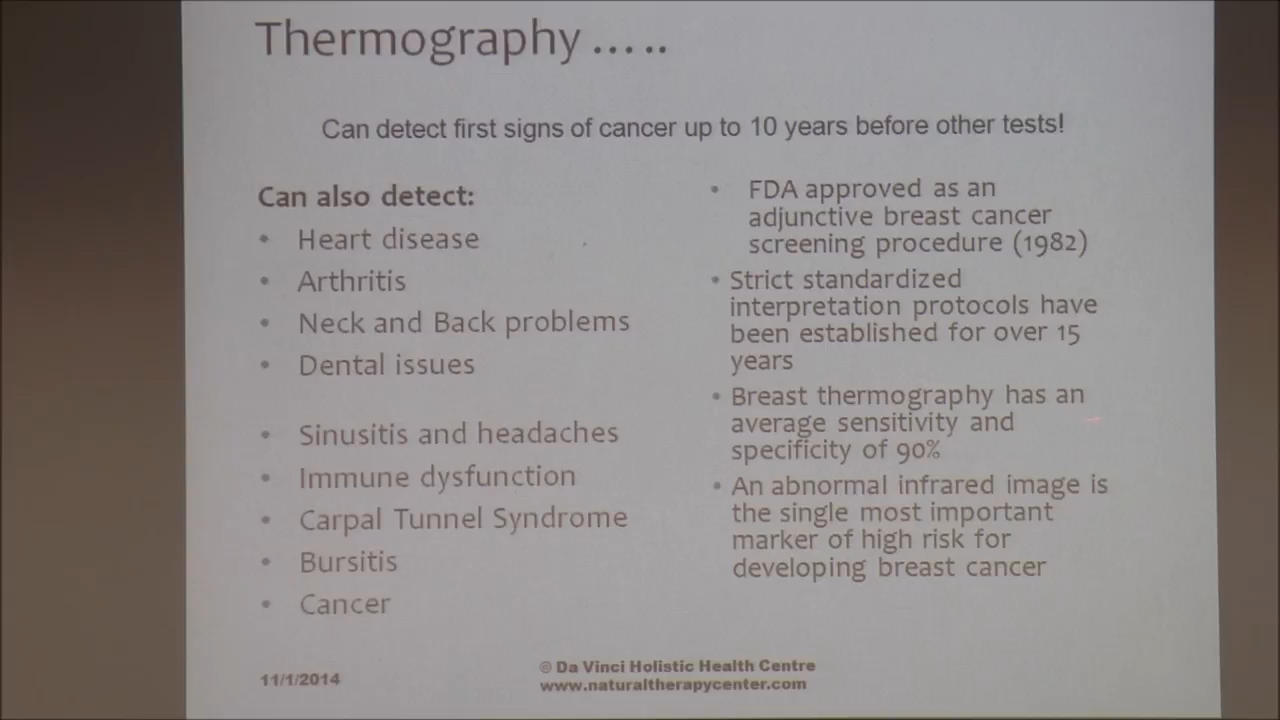 Thermography .....
Can detect first signs of cancer up to 10 years before other tests!
Can also detect:
• Heart disease
• Arthritis
• Neck and Back problems
• Dental issues
• Sinusitis and headaches
• Immune dysfunction
• Carpal Tunnel Syndrome
• Bursitis
• Cancer
• FDA approved as an
adjunctive breast cancer
screening procedure (1982)
• Strict standardized
interpretation protocols have
been established for over 15
years
• Breast thermography has an
average sensitivity and
specificity of 90%
• An abnormal infrared image is
the single most important
marker of high risk for
developing breast cancer
11/1/2014
© Da Vinci Holistic Health Centre
www.naturaltherapycenter.com